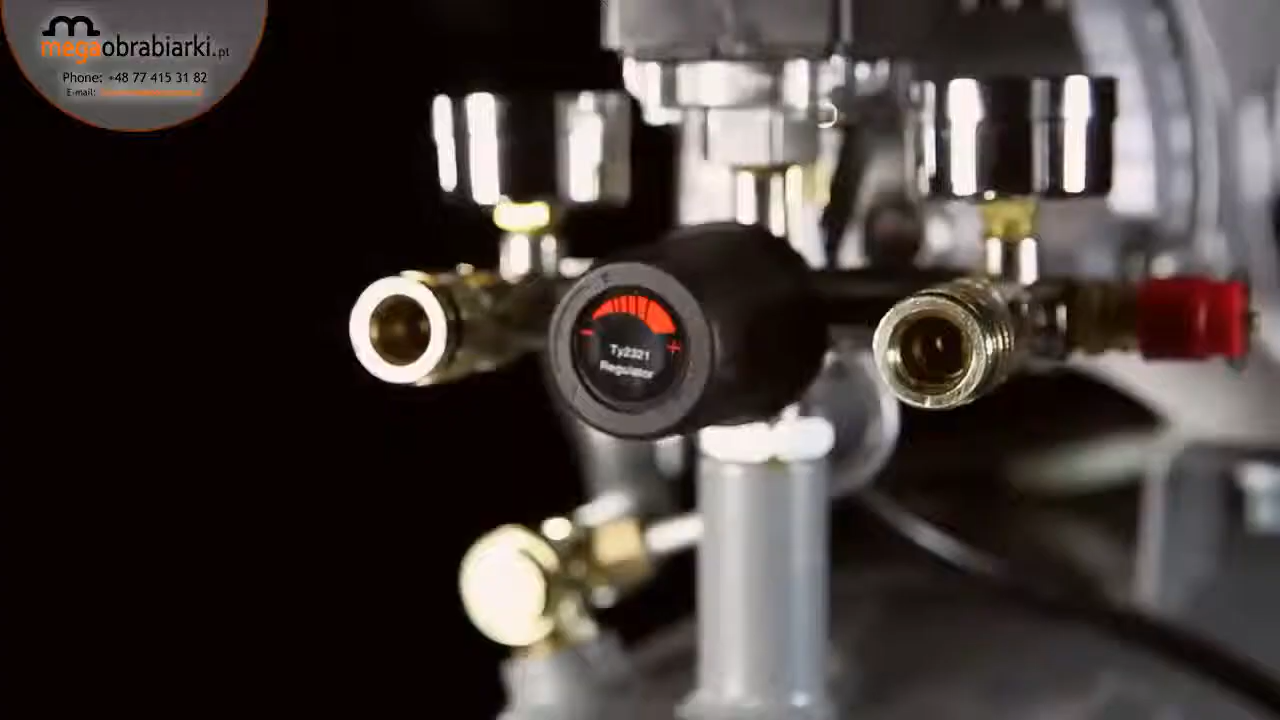 megaobrabiarki.pl
Phone: +48 77 415 31 82
E-mail:
- +
Ty2321
Regulator